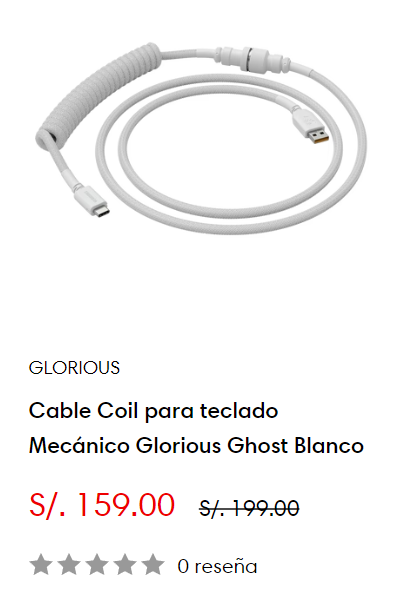 GLORIOUS
Cable Coil para teclado
Mecánico Glorious Ghost Blanco
S/. 159.00 S/. 199.00
0 reseña